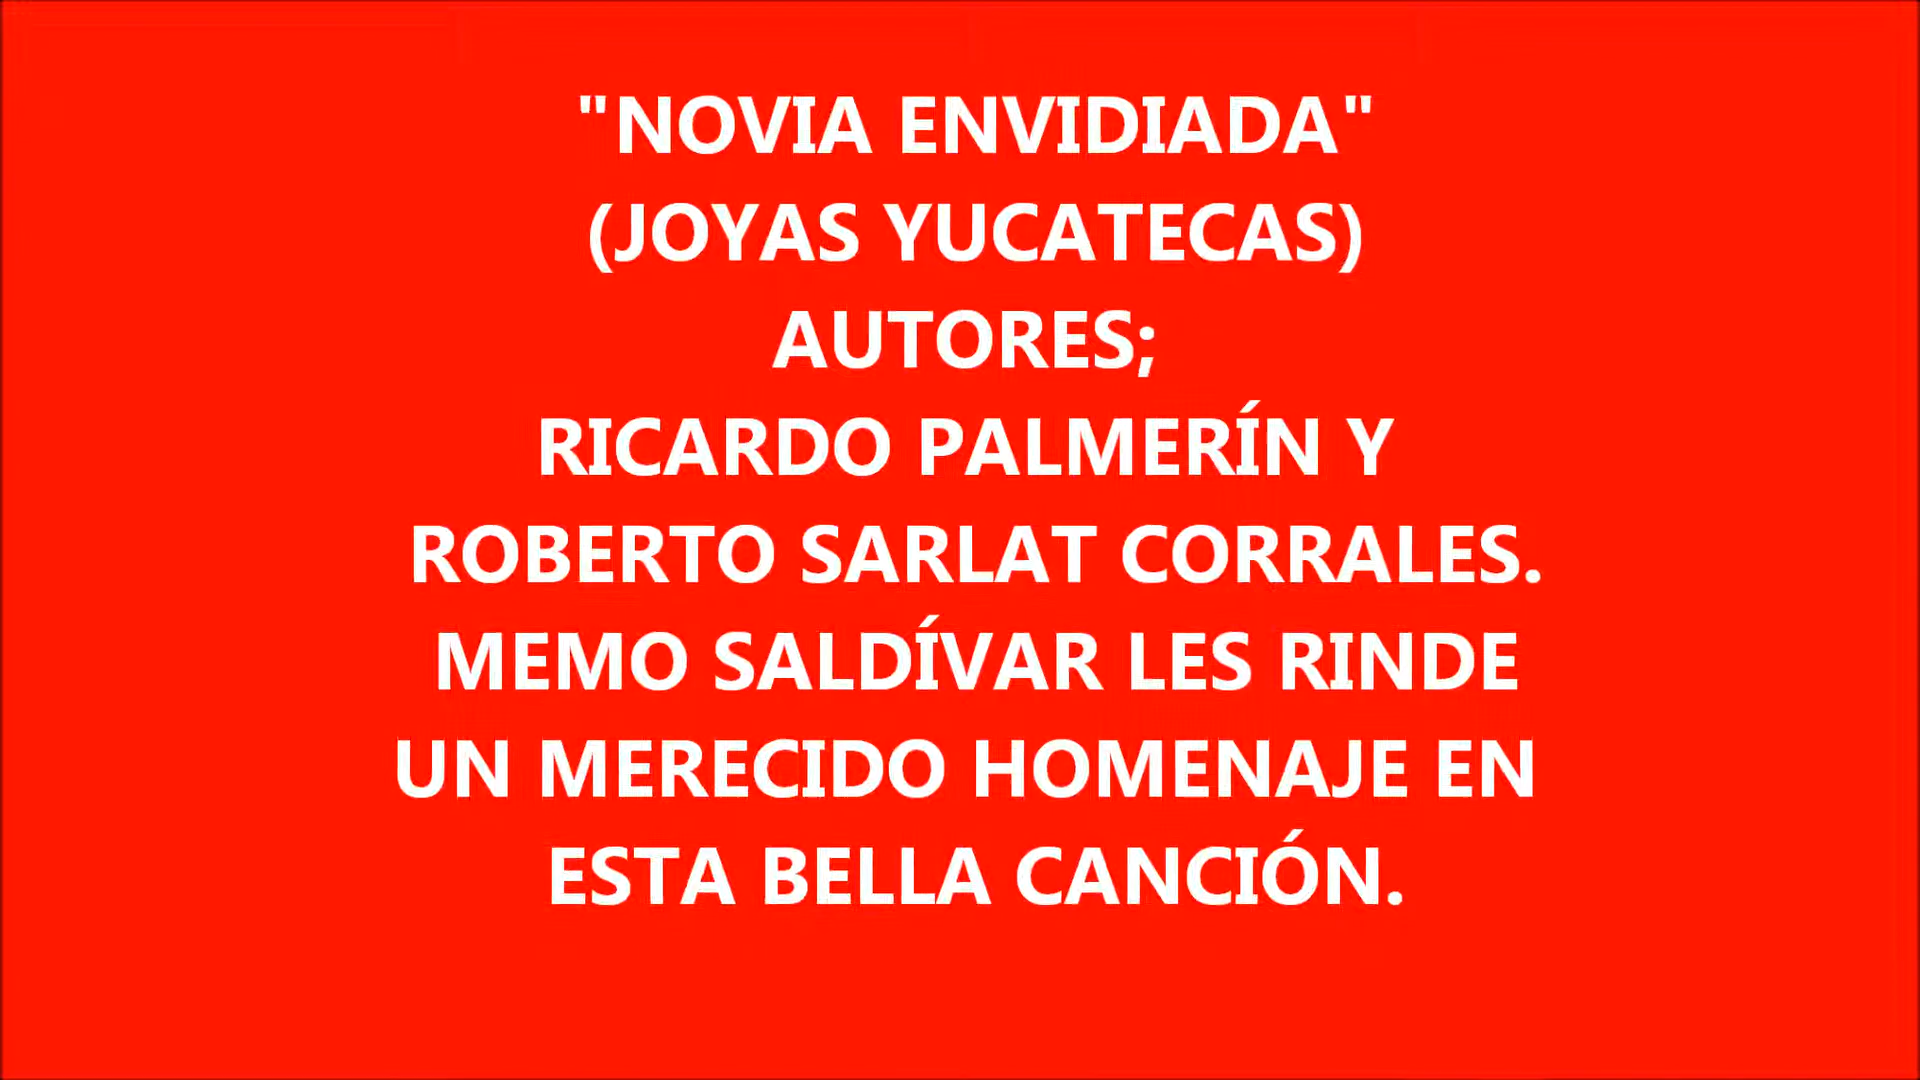 "NOVIA ENVIDIADA"
(JOYAS YUCATECAS)
AUTORES;
RICARDO PALMERÍN Y
ROBERTO SARLAT CORRALES.
MEMO SALDÍVAR LES RINDE
UN MERECIDO HOMENAJE EN
ESTA BELLA CANCIÓN.